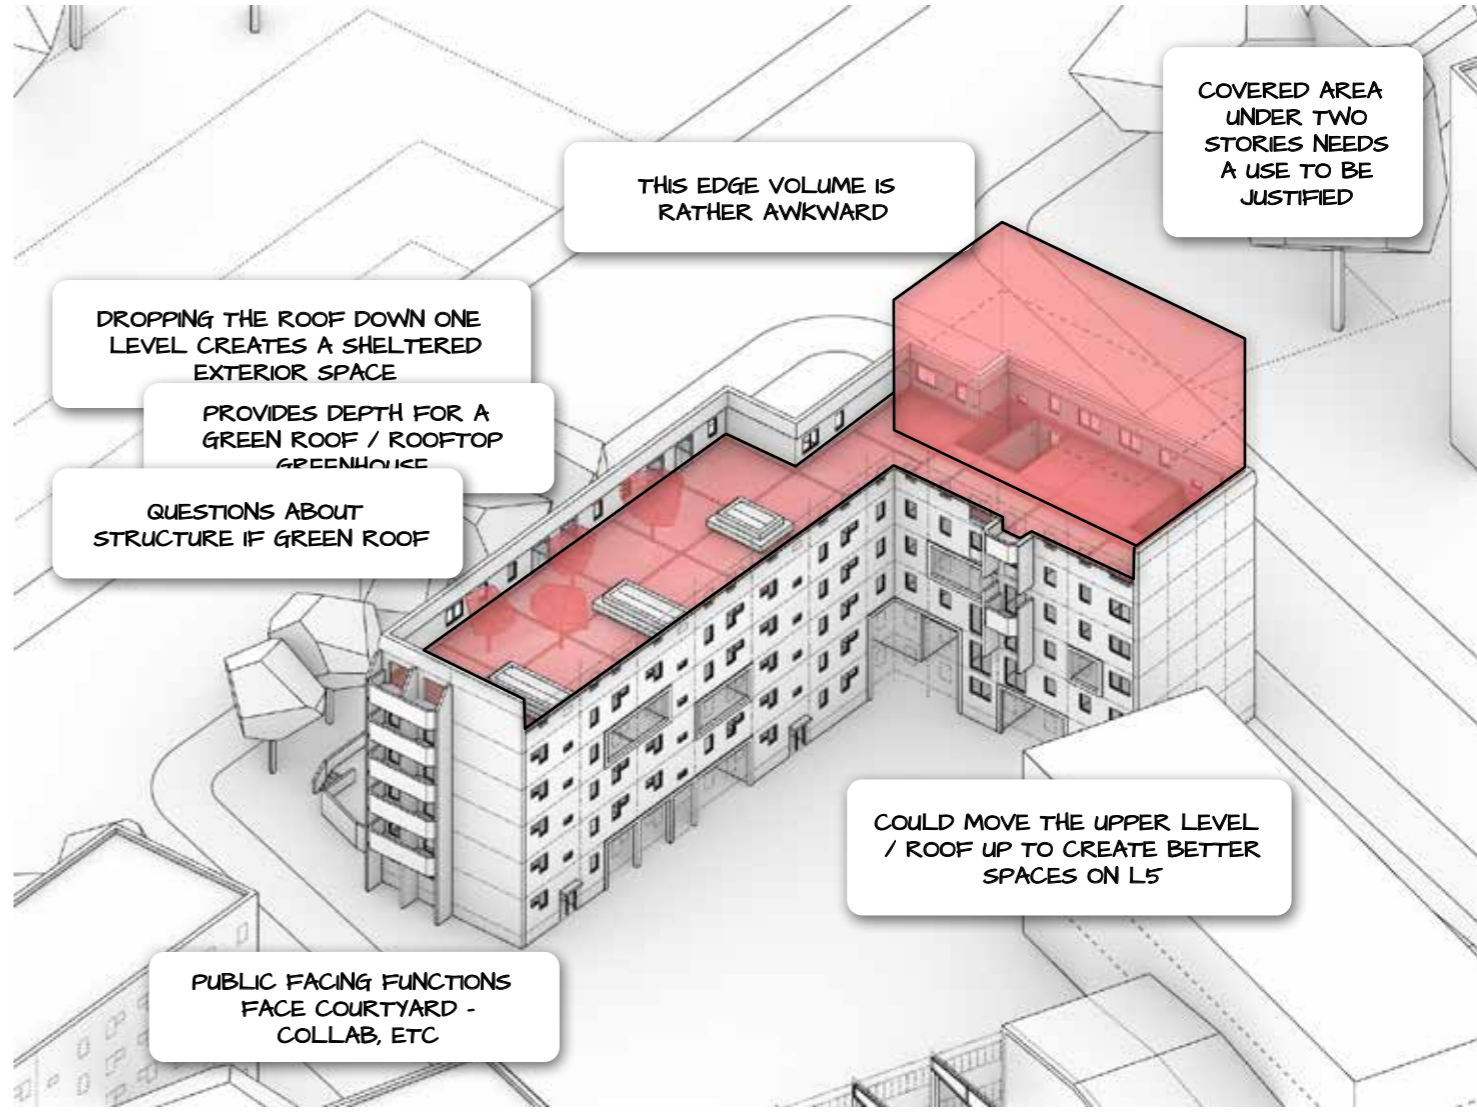 COVERED AREA
UNDER TWO
STORIES NEEDS
A USE TO BE
JUSTIFIED
THIS EDGE VOLUME IS
RATHER AWKWARD
DROPPING THE ROOF DOWN ONE
LEVEL CREATES A SHELTERED
EXTERIOR SPACE
PROVIDES DEPTH FOR A
GREEN ROOF / ROOFTOP
GREENHOUSE
QUESTIONS ABOUT
STRUCTURE IF GREEN ROOF
COULD MOVE THE UPPER LEVEL
/ ROOF UP TO CREATE BETTER
SPACES ON L5
PUBLIC FACING FUNCTIONS
FACE COURTYARD -
COLLAB, ETC